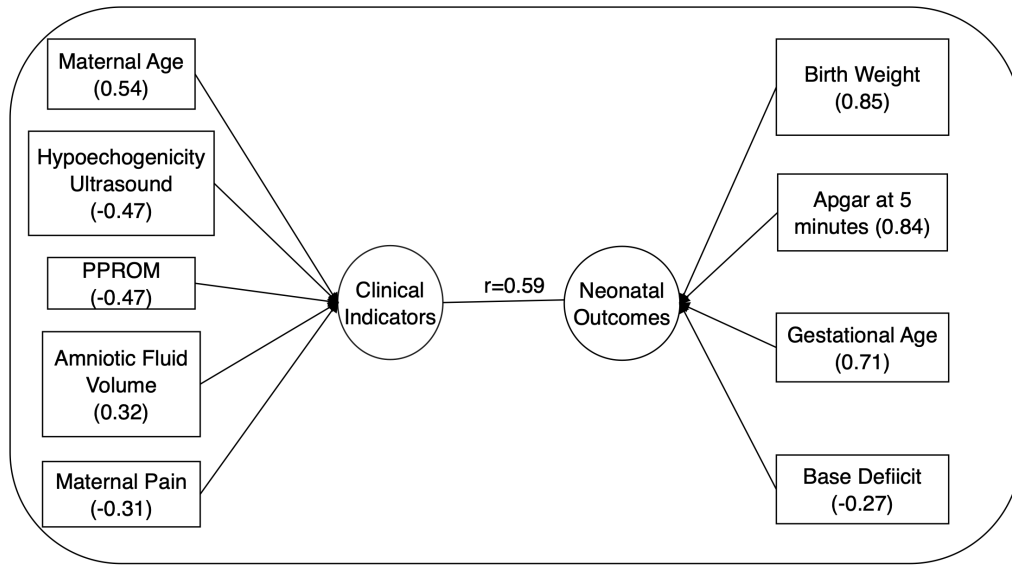 Maternal Age
(0.54)
Hypoechogenicity
Ultrasound
(-0.47)
PPROM
(-0.47)
Amniotic Fluid
Volume
(0.32)
Maternal Pain
(-0.31)
Clinical
Indicators
r=0.59
Neonatal
Outcomes
Birth Weight
(0.85)
Apgar at 5
minutes (0.84)
Gestational Age
(0.71)
Base Defiicit
(-0.27)